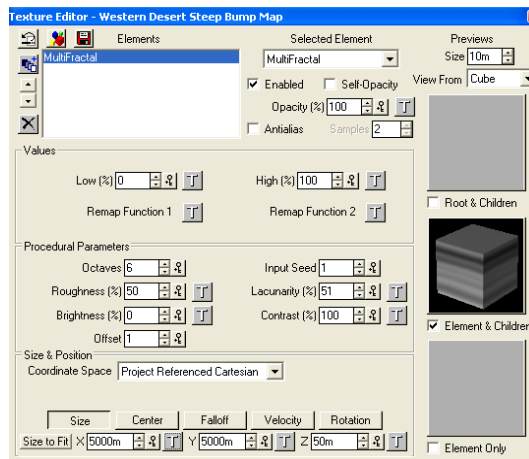 Texture Editor - Western Desert Steep Bump Map
Elements
Selected Element
Previews
MultiFractal
MultiFractal
Size 10m
View From Cube
Enabled
Self-Opacity
Opacity (%) 100 T
Antialias
Samples 2
Root & Children
Values
Low (%) 0 T
High (%) 100 T
Remap Function 1 T
Remap Function 2 T
Procedural Parameters
Octaves 6
Input Seed 1
Roughness (%) 50 T
Lacunarity (%) 51 T
Brightness (%) 0 T
Contrast (%) 100 T
Offset 1
Element & Children
Size & Position
Coordinate Space Project Referenced Cartesian
Size Center Falloff Velocity Rotation
Size to Fit X 5000m T Y 5000m T Z 50m T
Element Only